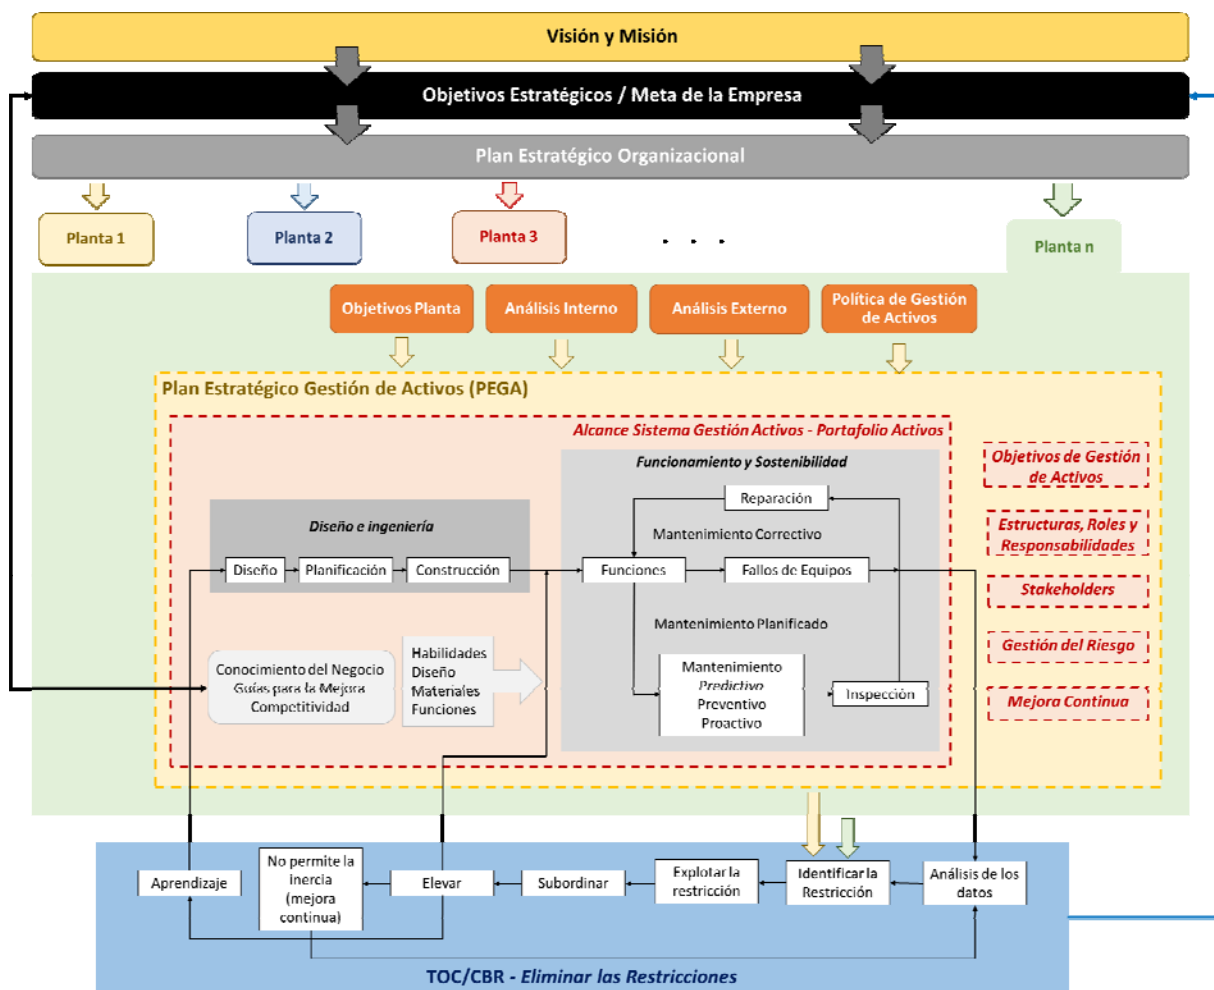 Visión y Misión
Objetivos Estratégicos / Meta de la Empresa
Plan Estratégico Organizacional
Planta 1
Planta 2
Planta 3
. . .
Planta n
Objetivos Planta
Análisis Interno
Análisis Externo
Política de Gestión
de Activos
Plan Estratégico Gestión de Activos (PEGA)
Alcance Sistema Gestión Activos - Portafolio Activos
Funcionamiento y Sostenibilidad
Objetivos de Gestión
de Activos
Reparación
Diseño e ingeniería
Mantenimiento Correctivo
Estructuras, Roles y
Responsabilidades
Diseño
Planificación
Construcción
Funciones
Fallos de Equipos
Stakeholders
Mantenimiento Planificado
Gestión del Riesgo
Conocimiento del Negocio
Guías para la Mejora
Competitividad
Habilidades
Diseño
Materiales
Funciones
Mantenimiento
Predictivo
Preventivo
Proactivo
Inspección
Mejora Continua
Aprendizaje
No permite la
inercia
(mejora
continua)
Elevar
Subordinar
Explotar la
restricción
Identificar la
Restricción
Análisis de los
datos
TOC/CBR - Eliminar las Restricciones